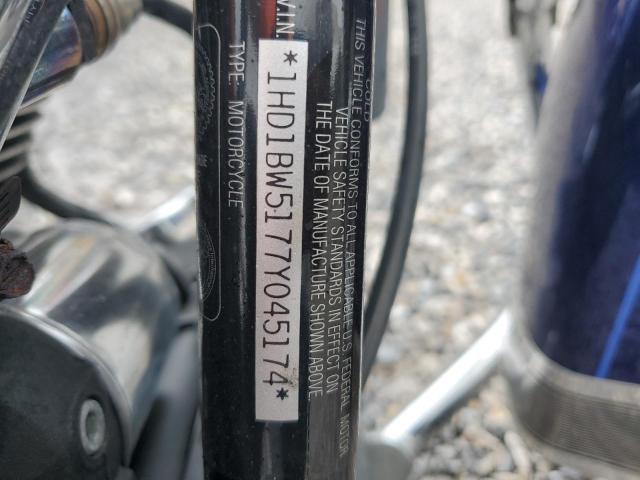 V.I.N.
*1HD1BW5177Y045174*
TYPE MOTORCYCLE
COLD
THIS VEHICLE CONFORMS TO ALL APPLICABLE U.S. FEDERAL MOTOR
VEHICLE SAFETY STANDARDS IN EFFECT ON
THE DATE OF MANUFACTURE SHOWN ABOVE